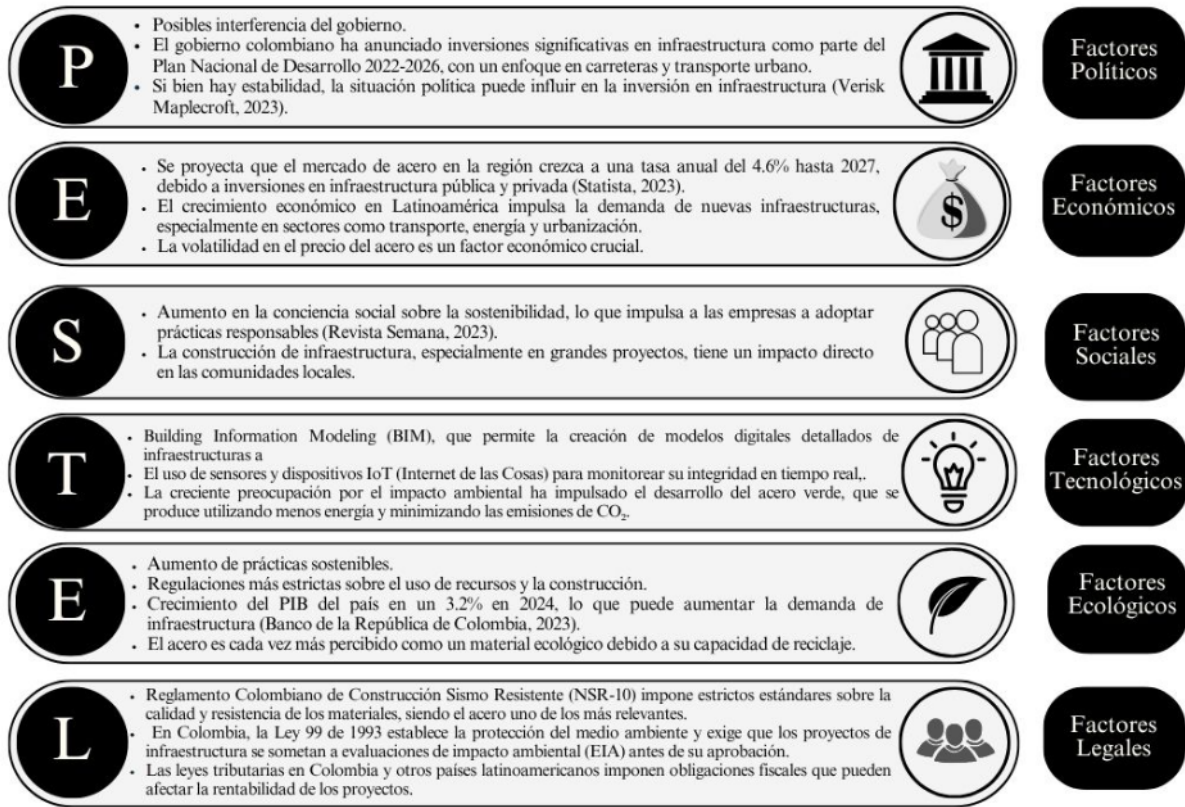 P
• Posibles interferencia del gobierno.
• El gobierno colombiano ha anunciado inversiones significativas en infraestructura como parte del
Plan Nacional de Desarrollo 2022-2026, con un enfoque en carreteras y transporte urbano.
• Si bien hay estabilidad, la situación política puede influir en la inversión en infraestructura (Verisk
Maplecroft, 2023).
Factores
Políticos
E
• Se proyecta que el mercado de acero en la región crezca a una tasa anual del 4.6% hasta 2027,
debido a inversiones en infraestructura pública y privada (Statista, 2023).
• El crecimiento económico en Latinoamérica impulsa la demanda de nuevas infraestructuras,
especialmente en sectores como transporte, energía y urbanización.
• La volatilidad en el precio del acero es un factor económico crucial.
$
Factores
Económicos
S
• Aumento en la conciencia social sobre la sostenibilidad, lo que impulsa a las empresas a adoptar
prácticas responsables (Revista Semana, 2023).
• La construcción de infraestructura, especialmente en grandes proyectos, tiene un impacto directo
en las comunidades locales.
Factores
Sociales
T
• Building Information Modeling (BIM), que permite la creación de modelos digitales detallados de
infraestructuras a
• El uso de sensores y dispositivos IoT (Internet de las Cosas) para monitorear su integridad en tiempo real,.
• La creciente preocupación por el impacto ambiental ha impulsado el desarrollo del acero verde, que se
produce utilizando menos energía y minimizando las emisiones de CO₂.
Factores
Tecnológicos
E
• Aumento de prácticas sostenibles.
• Regulaciones más estrictas sobre el uso de recursos y la construcción.
• Crecimiento del PIB del país en un 3.2% en 2024, lo que puede aumentar la demanda de
infraestructura (Banco de la República de Colombia, 2023).
• El acero es cada vez más percibido como un material ecológico debido a su capacidad de reciclaje.
Factores
Ecológicos
L
• Reglamento Colombiano de Construcción Sismo Resistente (NSR-10) impone estrictos estándares sobre la
calidad y resistencia de los materiales, siendo el acero uno de los más relevantes.
• En Colombia, la Ley 99 de 1993 establece la protección del medio ambiente y exige que los proyectos de
infraestructura se sometan a evaluaciones de impacto ambiental (EIA) antes de su aprobación.
• Las leyes tributarias en Colombia y otros países latinoamericanos imponen obligaciones fiscales que pueden
afectar la rentabilidad de los proyectos.
Factores
Legales